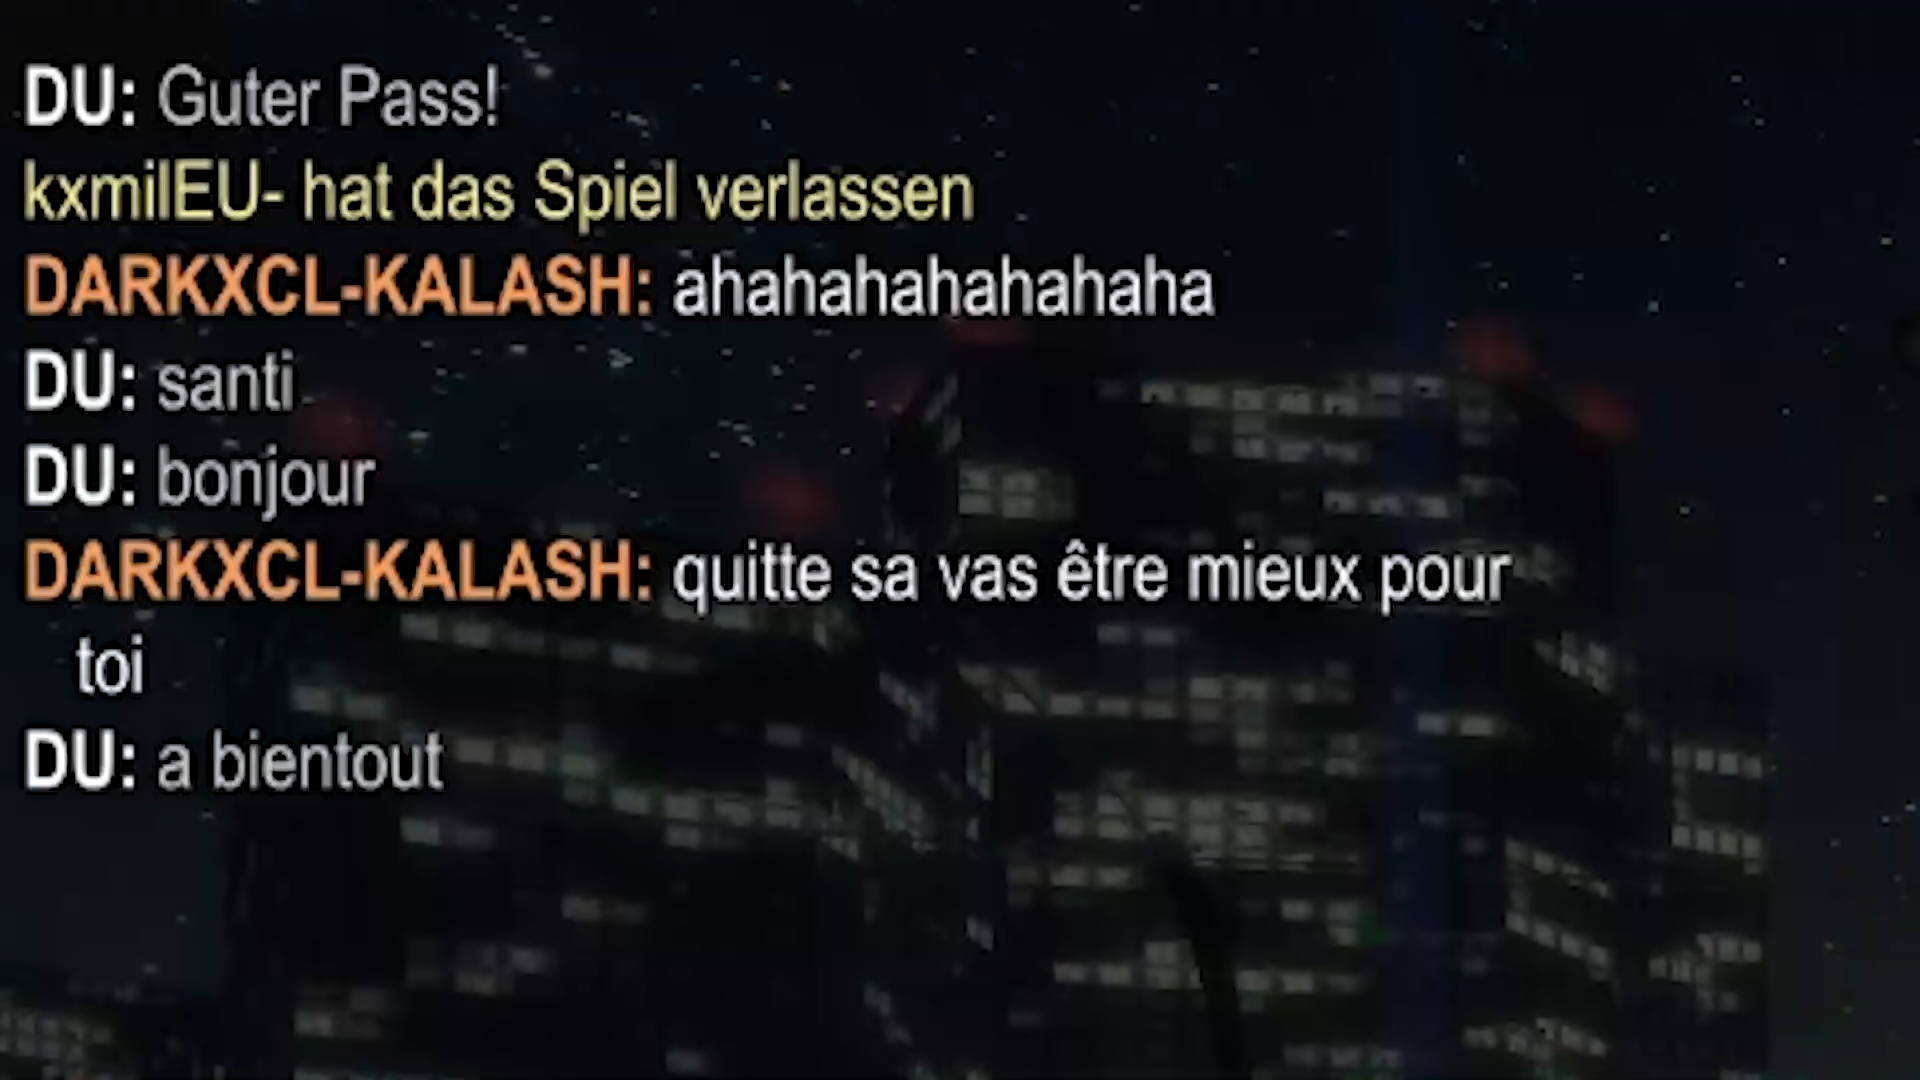 DU: Guter Pass!
kxmilEU- hat das Spiel verlassen
DARKXCL-KALASH: ahahahahahahaha
DU: santi
DU: bonjour
DARKXCL-KALASH: quitte sa vas être mieux pour
toi
DU: a bientout